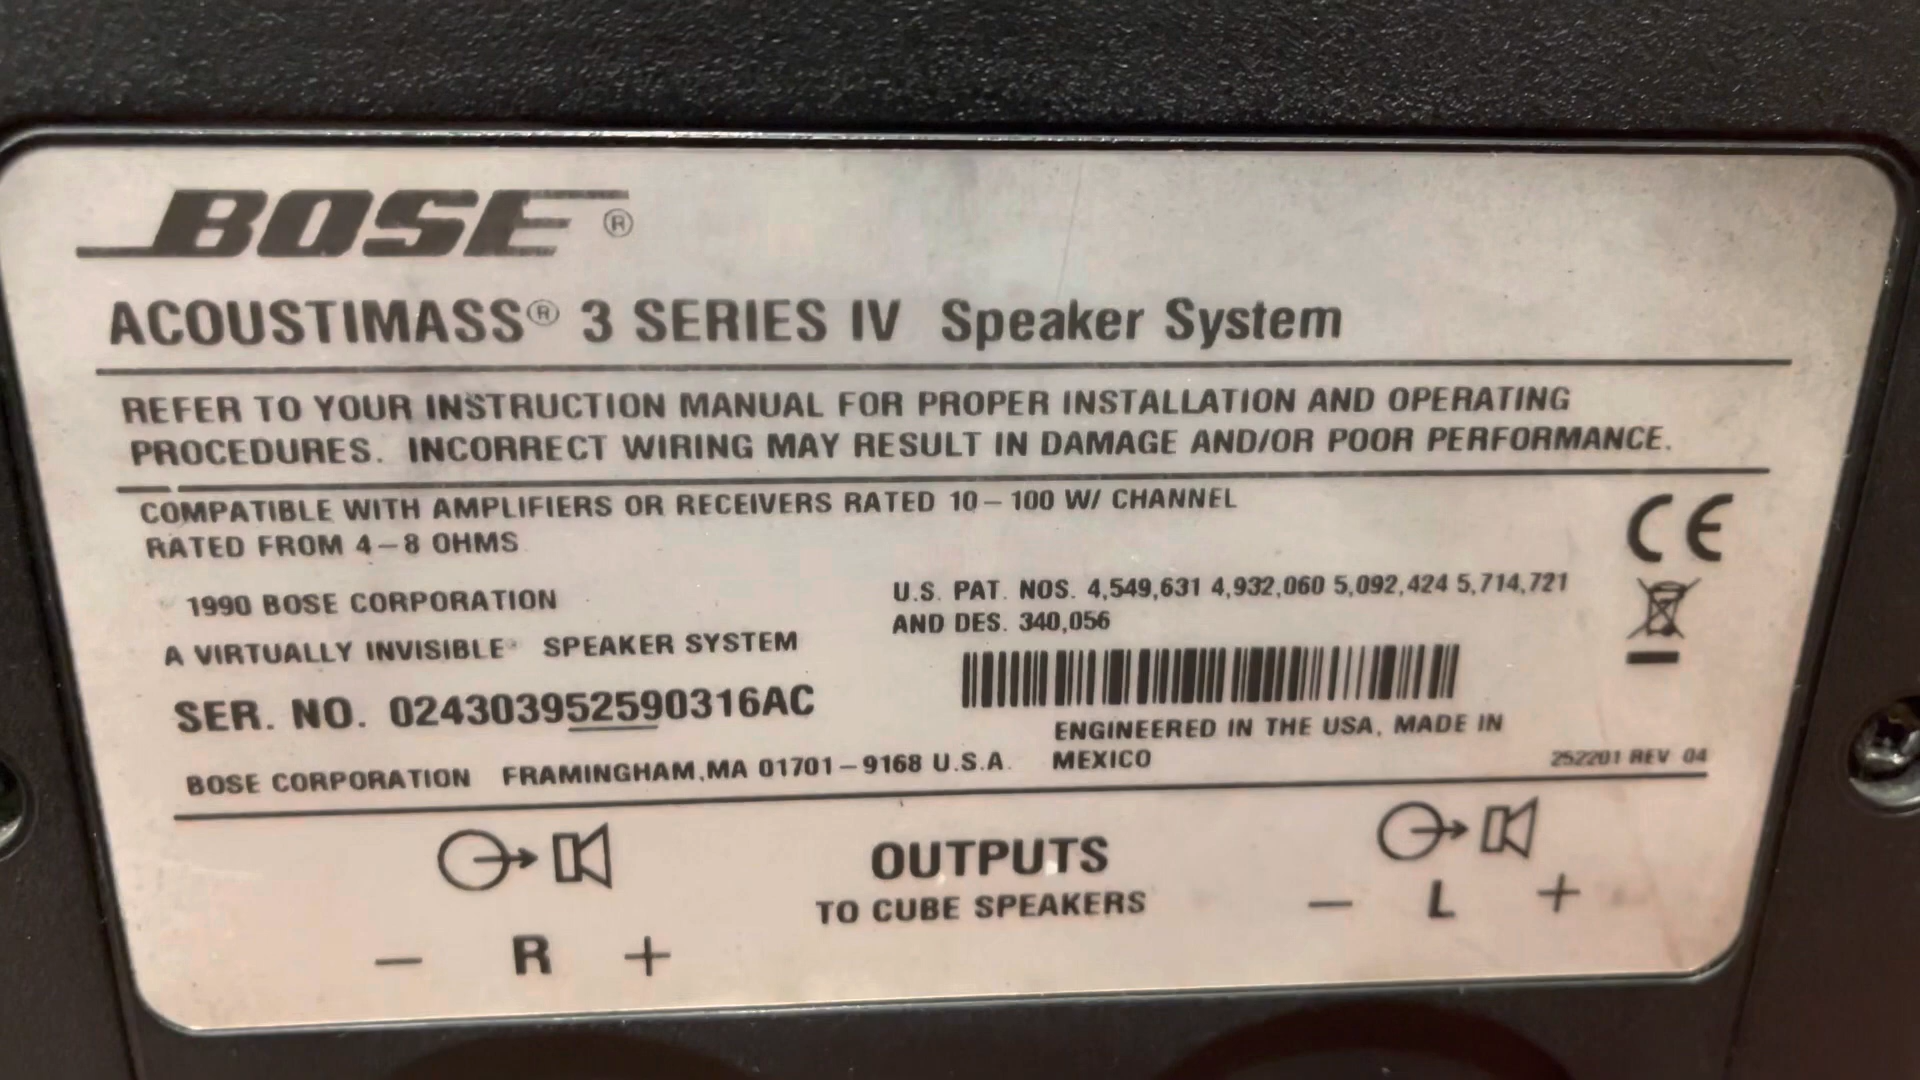 BOSE®
ACOUSTIMASS® 3 SERIES IV Speaker System
REFER TO YOUR INSTRUCTION MANUAL FOR PROPER INSTALLATION AND OPERATING
PROCEDURES. INCORRECT WIRING MAY RESULT IN DAMAGE AND/OR POOR PERFORMANCE.
COMPATIBLE WITH AMPLIFIERS OR RECEIVERS RATED 10–100 W/ CHANNEL
RATED FROM 4–8 OHMS
CE
1990 BOSE CORPORATION
A VIRTUALLY INVISIBLE® SPEAKER SYSTEM
SER. NO. 024303952590316AC
U.S. PAT. NOS. 4,549,631 4,932,060 5,092,424 5,714,721
AND DES. 340,056
ENGINEERED IN THE USA, MADE IN
MEXICO
BOSE CORPORATION FRAMINGHAM, MA 01701–9168 U.S.A.
252201 REV 04
OUTPUTS
TO CUBE SPEAKERS
– R +
– L +